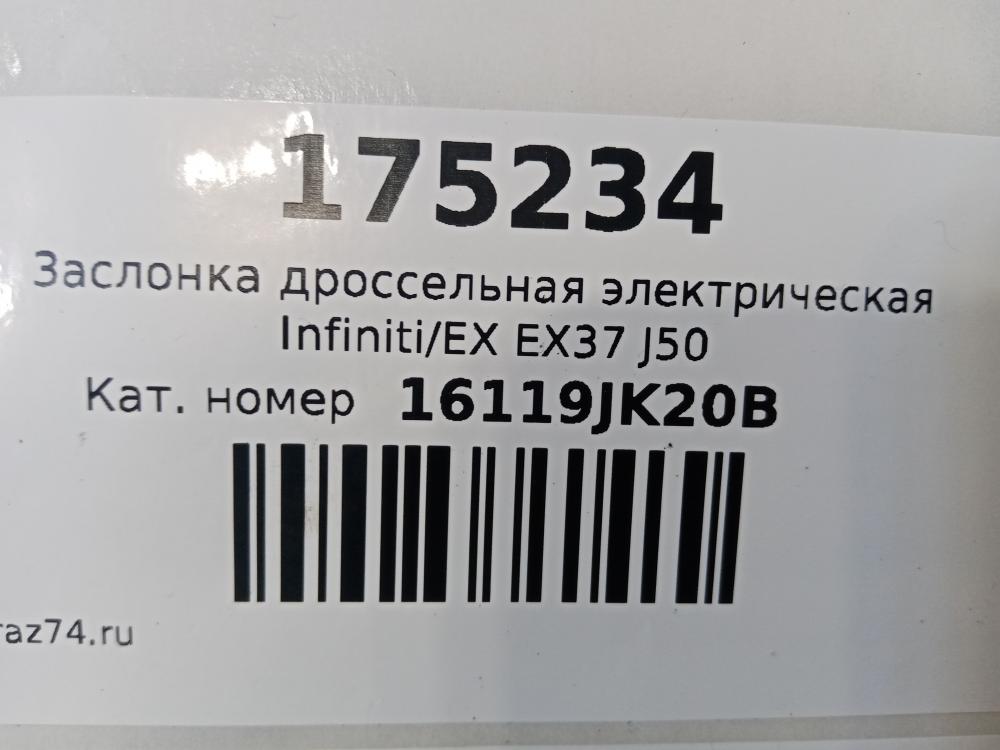 175234
Заслонка дроссельная электрическая
Infiniti/EX EX37 J50
Кат. номер 16119JK20B
raz74.ru